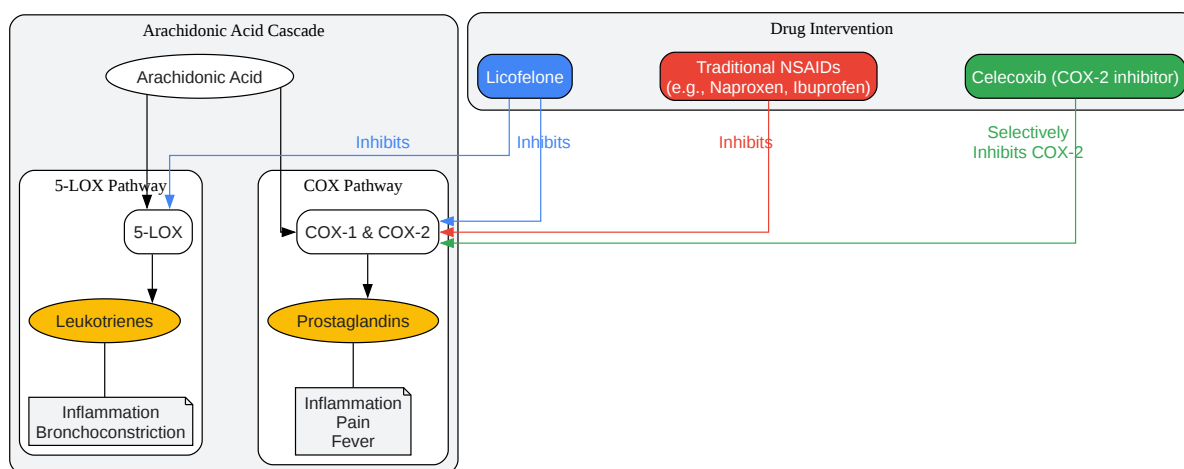 Arachidonic Acid Cascade
Drug Intervention
Arachidonic Acid
Licofelone
Traditional NSAIDs
(e.g., Naproxen, Ibuprofen)
Celecoxib (COX-2 inhibitor)
Inhibits
Inhibits
Inhibits
Selectively
Inhibits COX-2
5-LOX Pathway
COX Pathway
5-LOX
COX-1 & COX-2
Leukotrienes
Prostaglandins
Inflammation
Bronchoconstriction
Inflammation
Pain
Fever